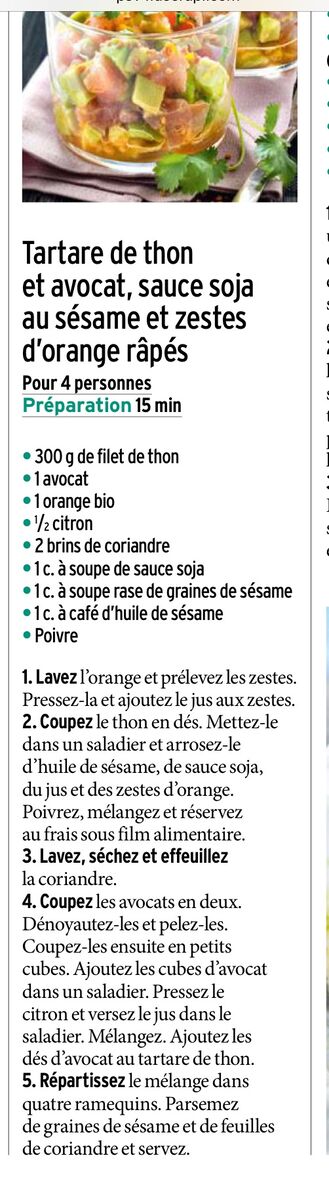 Tartare de thon
et avocat, sauce soja
au sésame et zestes
d'orange râpés
Pour 4 personnes
Préparation 15 min
• 300 g de filet de thon
• 1 avocat
• 1 orange bio
• 1/2 citron
• 2 brins de coriandre
• 1 c. à soupe de sauce soja
• 1 c. à soupe rase de graines de sésame
• 1 c. à café d'huile de sésame
• Poivre
1. Lavez l'orange et prélevez les zestes.
Pressez-la et ajoutez le jus aux zestes.
2. Coupez le thon en dés. Mettez-le
dans un saladier et arrosez-le
d'huile de sésame, de sauce soja,
du jus et des zestes d'orange.
Poivrez, mélangez et réservez
au frais sous film alimentaire.
3. Lavez, séchez et effeuillez
la coriandre.
4. Coupez les avocats en deux.
Dénoyautez-les et pelez-les.
Coupez-les ensuite en petits
cubes. Ajoutez les cubes d'avocat
dans un saladier. Pressez le
citron et versez le jus dans le
saladier. Mélangez. Ajoutez les
dés d'avocat au tartare de thon.
5. Répartissez le mélange dans
quatre ramequins. Parsemez
de graines de sésame et de feuilles
de coriandre et servez.